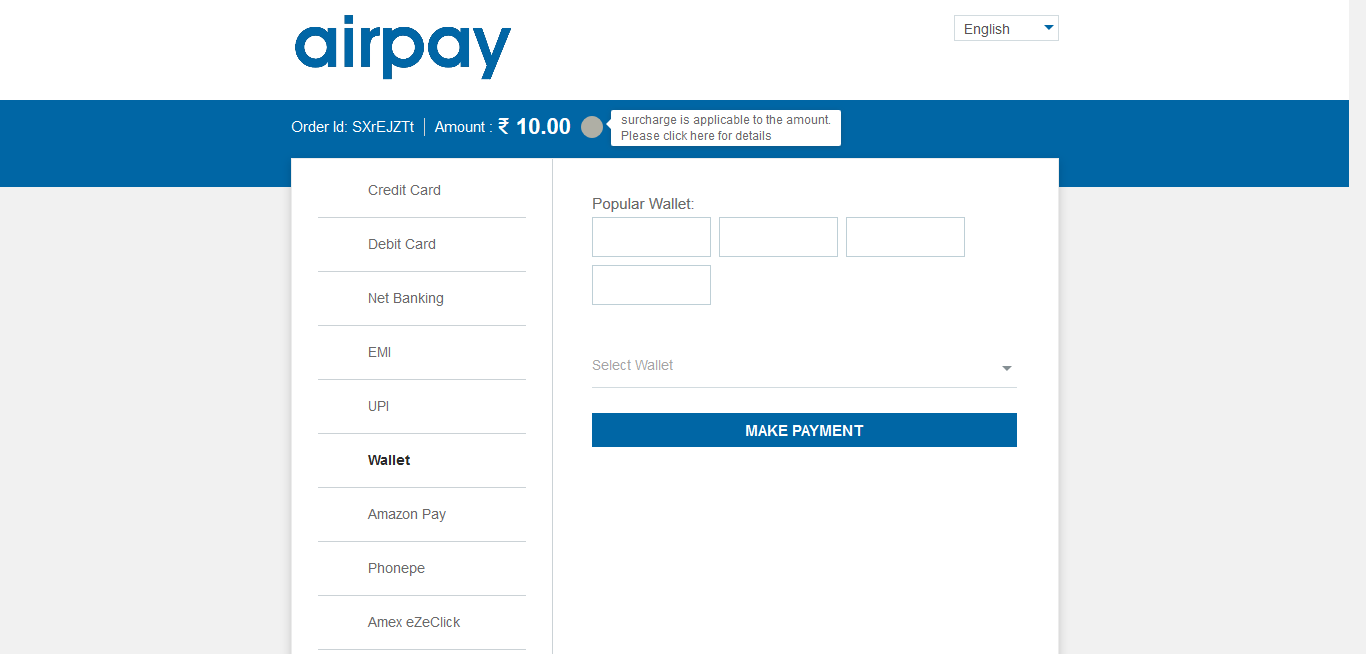 airpay
English
Order Id: SXrEJZTt Amount : ₹ 10.00
surcharge is applicable to the amount.
Please click here for details
Credit Card
Debit Card
Net Banking
EMI
UPI
Wallet
Amazon Pay
Phonepe
Amex eZeClick
Popular Wallet:
Select Wallet
MAKE PAYMENT